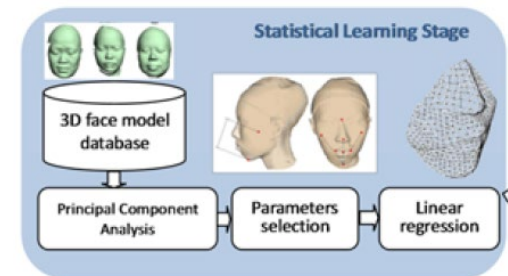 Statistical Learning Stage
3D face model
database
Principal Component
Analysis
Parameters
selection
Linear
regression